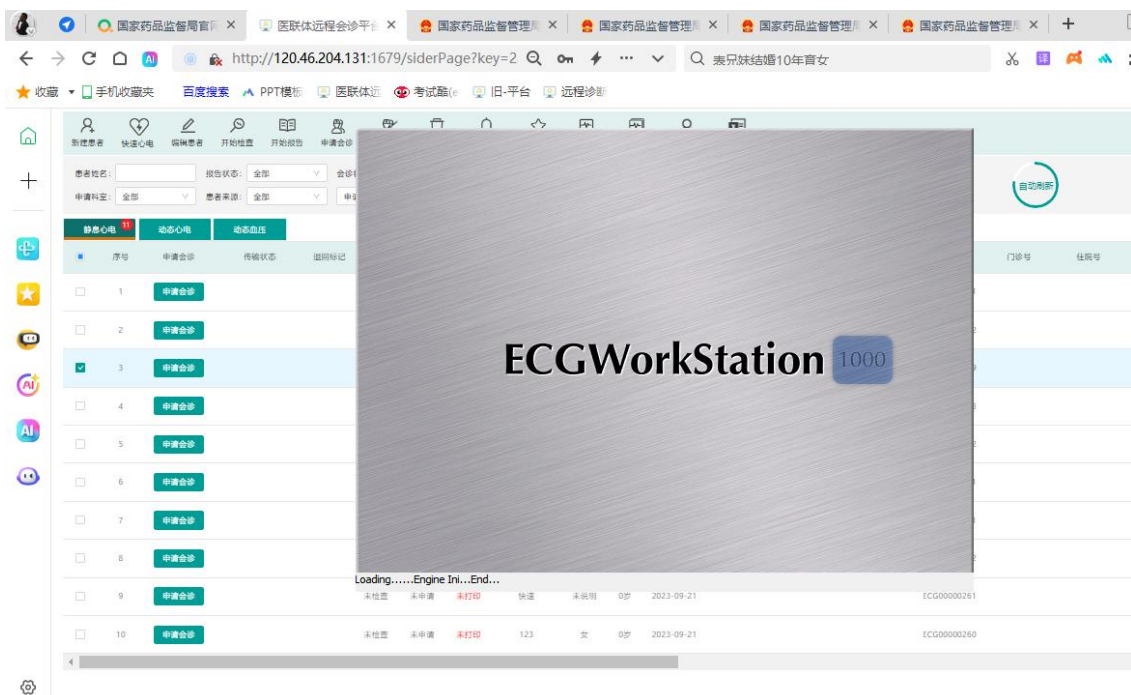 国家药品监督局官网
医联体远程会诊平台
国家药品监督管理局
国家药品监督管理局
国家药品监督管理局
国家药品监督管理局
http://120.46.204.131:1679/siderPage?key=2
表兄妹结婚10年育女
译
收藏 手机收藏夹 百度搜索 PPT模板 医联体远 考试酷(e 旧-平台 远程诊断
新建患者 快速心电 编辑患者 开始检查 开始报告 申请会诊
患者姓名: 报告状态: 全部 会诊
申请科室: 全部 患者来源: 全部 申请
自动刷新
静息心电 11 动态心电 动态血压
序号 申请会诊 传输状态 退回标记 门诊号 住院号
1 申请会诊
2 申请会诊
3 申请会诊
4 申请会诊
5 申请会诊
6 申请会诊
7 申请会诊
8 申请会诊
ECGWorkStation 1000
Loading......Engine Ini...End...
9 申请会诊 未检查 未申请 未打印 快速 未说明 0岁 2023-09-21 ECG00000261
10 申请会诊 未检查 未申请 未打印 123 女 0岁 2023-09-21 ECG00000260